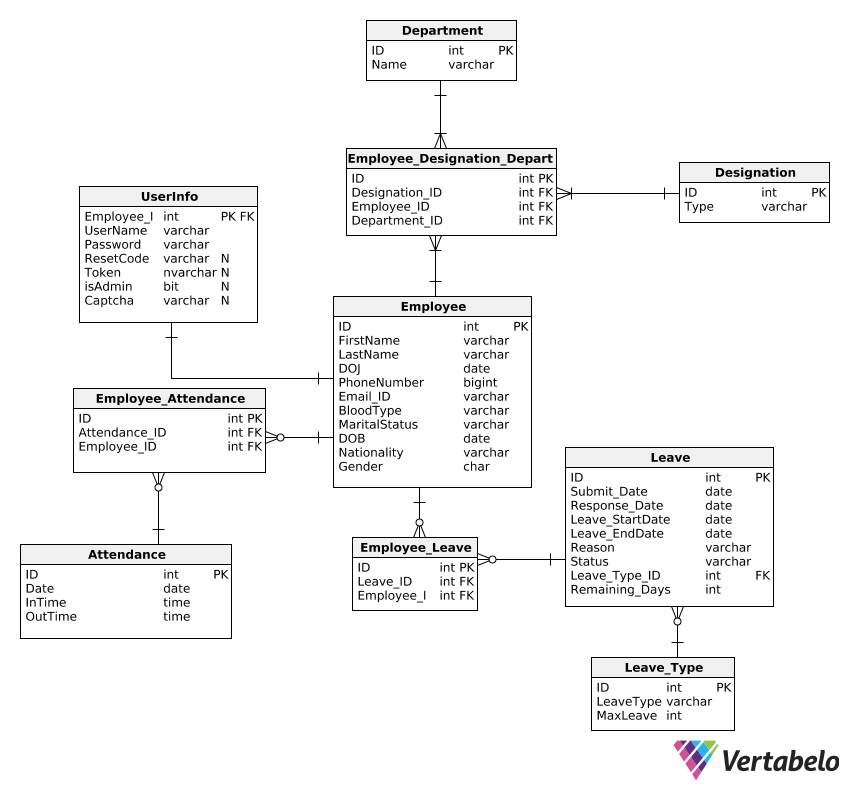 Department
ID int PK
Name varchar
Employee_Designation_Depart
ID int PK
Designation_ID int FK
Employee_ID int FK
Department_ID int FK
Designation
ID int PK
Type varchar
UserInfo
Employee_I int PK FK
UserName varchar
Password varchar
ResetCode varchar N
Token nvarchar N
isAdmin bit N
Captcha varchar N
Employee
ID int PK
FirstName varchar
LastName varchar
DOJ date
PhoneNumber bigint
Email_ID varchar
BloodType varchar
MaritalStatus varchar
DOB date
Nationality varchar
Gender char
Employee_Attendance
ID int PK
Attendance_ID int FK
Employee_ID int FK
Leave
ID int PK
Submit_Date date
Response_Date date
Leave_StartDate date
Leave_EndDate date
Reason varchar
Status varchar
Leave_Type_ID int FK
Remaining_Days int
Attendance
ID int PK
Date date
InTime time
OutTime time
Employee_Leave
ID int PK
Leave_ID int FK
Employee_I int FK
Leave_Type
ID int PK
LeaveType varchar
MaxLeave int
Vertabelo